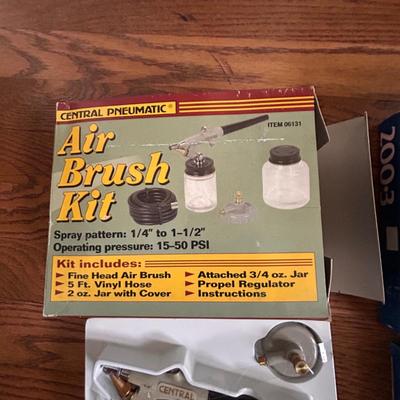 CENTRAL PNEUMATIC®
ITEM 06131
Air
Brush
Kit
Spray pattern: 1/4" to 1-1/2"
Operating pressure: 15-50 PSI
Kit includes:
Fine Head Air Brush
5 Ft. Vinyl Hose
2 oz. Jar with Cover
Attached 3/4 oz. Jar
Propel Regulator
Instructions
CENTRAL